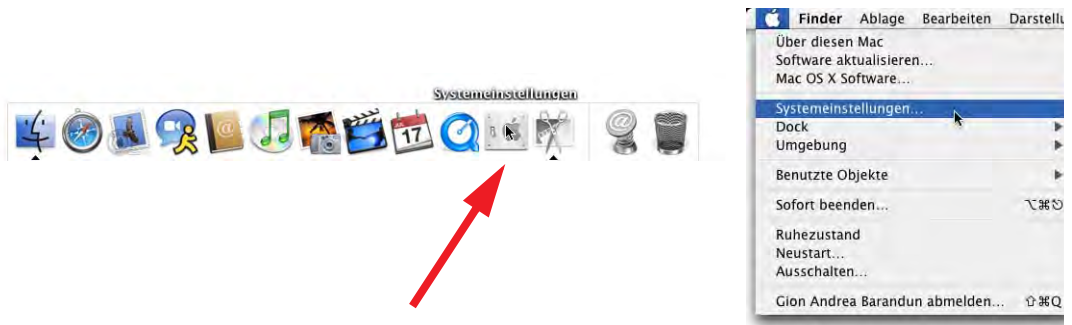 Systemeinstellungen
17
Finder Ablage Bearbeiten Darstellu
Über diesen Mac
Software aktualisieren...
Mac OS X Software...
Systemeinstellungen...
Dock
Umgebung
Benutzte Objekte
Sofort beenden... ⌥⌘⎋
Ruhezustand
Neustart...
Ausschalten...
Gion Andrea Barandun abmelden... ⇧⌘Q